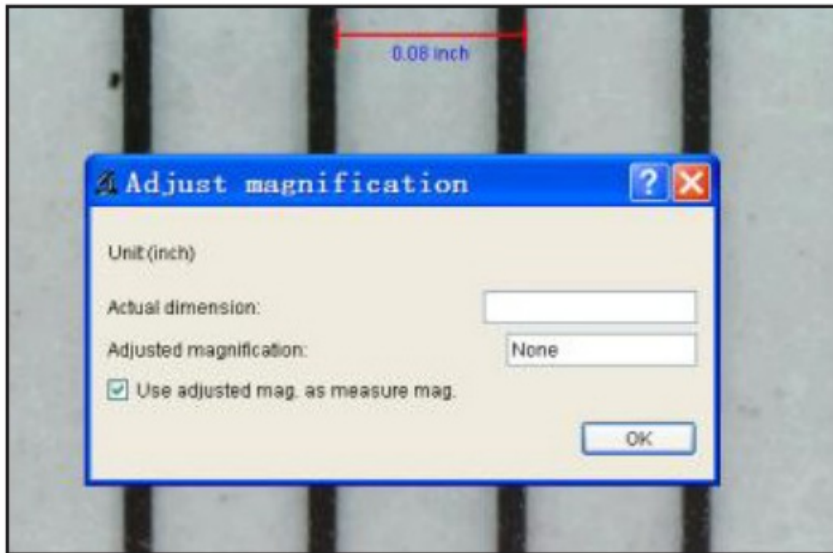 0.08 inch
Adjust magnification
Unit (inch)
Actual dimension:
Adjusted magnification: None
Use adjusted mag. as measure mag.
OK